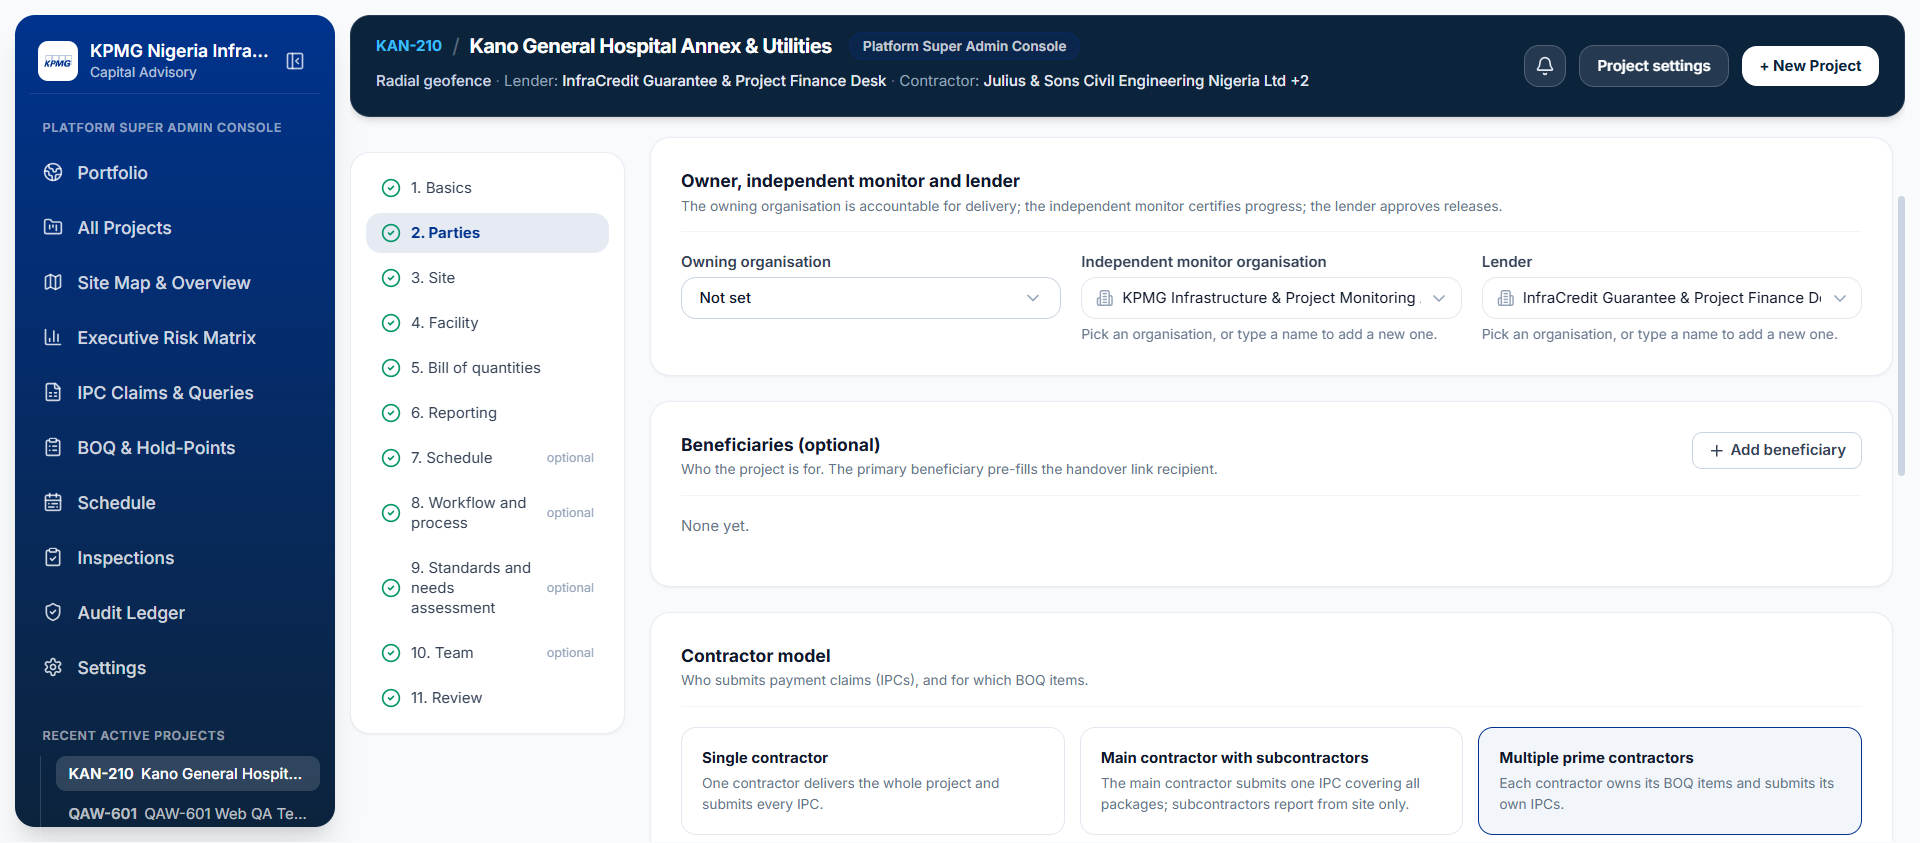 KPMG
KPMG Nigeria Infra...
Capital Advisory
PLATFORM SUPER ADMIN CONSOLE
Portfolio
All Projects
Site Map & Overview
Executive Risk Matrix
IPC Claims & Queries
BOQ & Hold-Points
Schedule
Inspections
Audit Ledger
Settings
RECENT ACTIVE PROJECTS
KAN-210 Kano General Hospit...
QAW-601 QAW-601 Web QA Te...
KAN-210 / Kano General Hospital Annex & Utilities Platform Super Admin Console
Radial geofence · Lender: InfraCredit Guarantee & Project Finance Desk · Contractor: Julius & Sons Civil Engineering Nigeria Ltd +2
Project settings
+ New Project
1. Basics
2. Parties
3. Site
4. Facility
5. Bill of quantities
6. Reporting
7. Schedule optional
8. Workflow and
process
optional
9. Standards and
needs
assessment
optional
10. Team optional
11. Review
Owner, independent monitor and lender
The owning organisation is accountable for delivery; the independent monitor certifies progress; the lender approves releases.
Owning organisation
Not set
Independent monitor organisation
KPMG Infrastructure & Project Monitoring
Pick an organisation, or type a name to add a new one.
Lender
InfraCredit Guarantee & Project Finance D
Pick an organisation, or type a name to add a new one.
Beneficiaries (optional)
Who the project is for. The primary beneficiary pre-fills the handover link recipient.
+ Add beneficiary
None yet.
Contractor model
Who submits payment claims (IPCs), and for which BOQ items.
Single contractor
One contractor delivers the whole project and
submits every IPC.
Main contractor with subcontractors
The main contractor submits one IPC covering all
packages; subcontractors report from site only.
Multiple prime contractors
Each contractor owns its BOQ items and submits its
own IPCs.